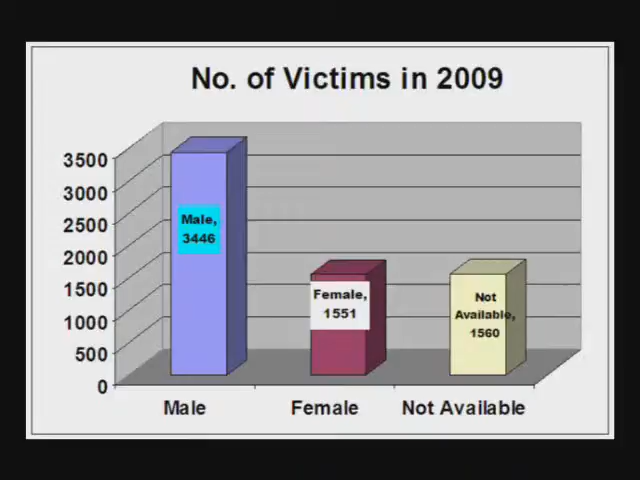 No. of Victims in 2009
3500
3000
2500
2000
1500
1000
500
0
Male,
3446
Female,
1551
Not
Available,
1560
Male
Female
Not Available